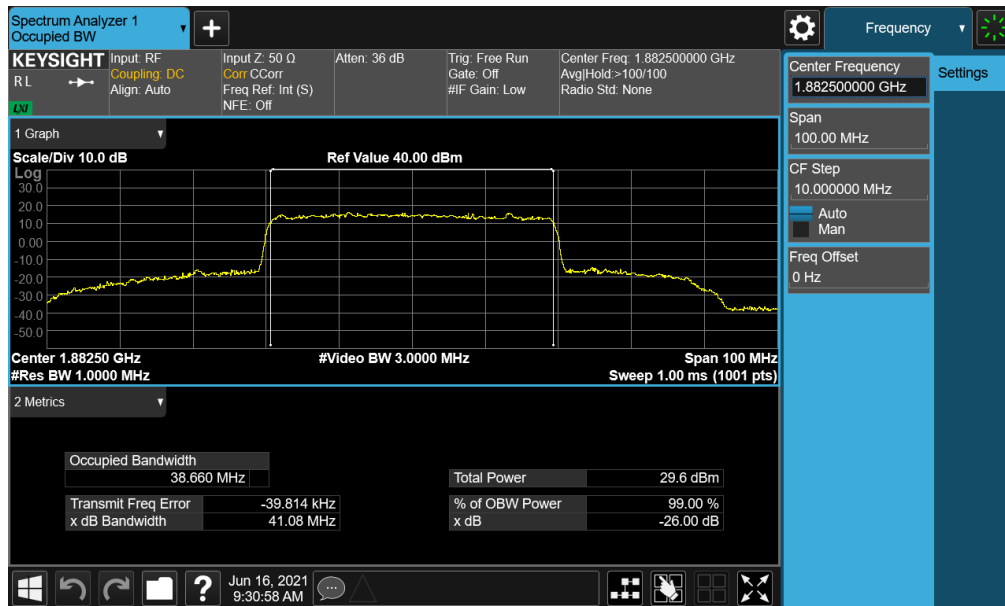 Spectrum Analyzer 1
Occupied BW
Frequency
KEYSIGHT
RL
LXI
Input: RF
Coupling: DC
Align: Auto
Input Z: 50 Ω
Corr CCorr
Freq Ref: Int (S)
NFE: Off
Atten: 36 dB
Trig: Free Run
Gate: Off
#IF Gain: Low
Center Freq: 1.882500000 GHz
Avg|Hold:>100/100
Radio Std: None
Center Frequency
1.882500000 GHz
Settings
Span
100.00 MHz
CF Step
10.000000 MHz
Auto
Man
Freq Offset
0 Hz
1 Graph
Scale/Div 10.0 dB
Ref Value 40.00 dBm
Log
30.0
20.0
10.0
0.00
-10.0
-20.0
-30.0
-40.0
-50.0
Center 1.88250 GHz
#Video BW 3.0000 MHz
Span 100 MHz
#Res BW 1.0000 MHz
Sweep 1.00 ms (1001 pts)
2 Metrics
Occupied Bandwidth
38.660 MHz
Total Power 29.6 dBm
Transmit Freq Error -39.814 kHz
% of OBW Power 99.00 %
x dB Bandwidth 41.08 MHz
x dB -26.00 dB
?
Jun 16, 2021
9:30:58 AM